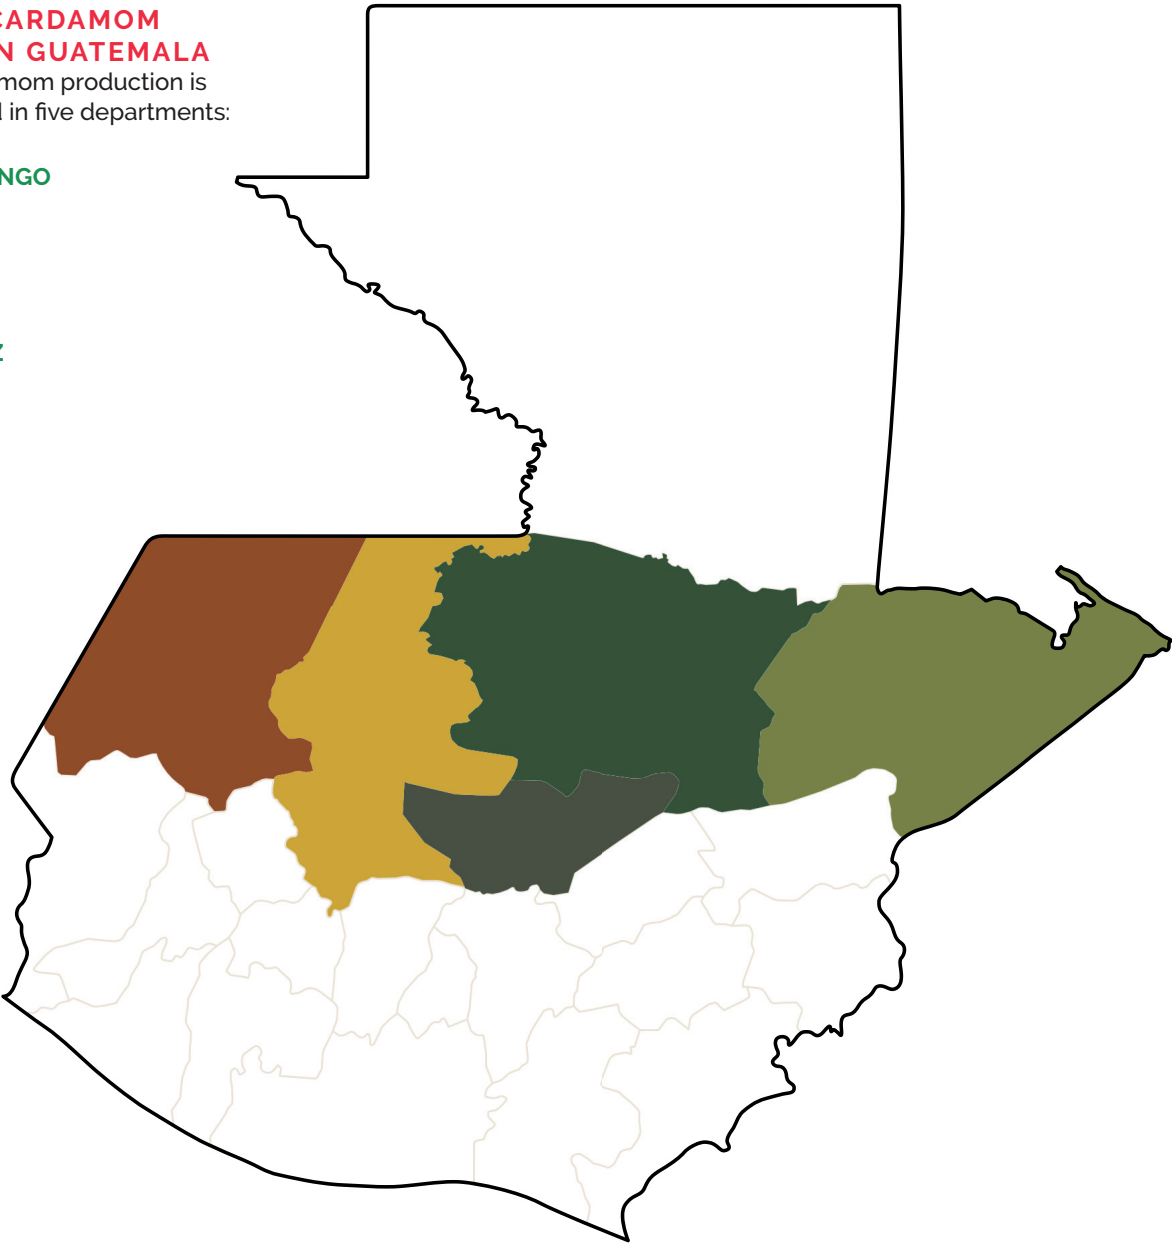 CARDAMOM
N GUATEMALA
mom production is
d in five departments:
NGO
Z